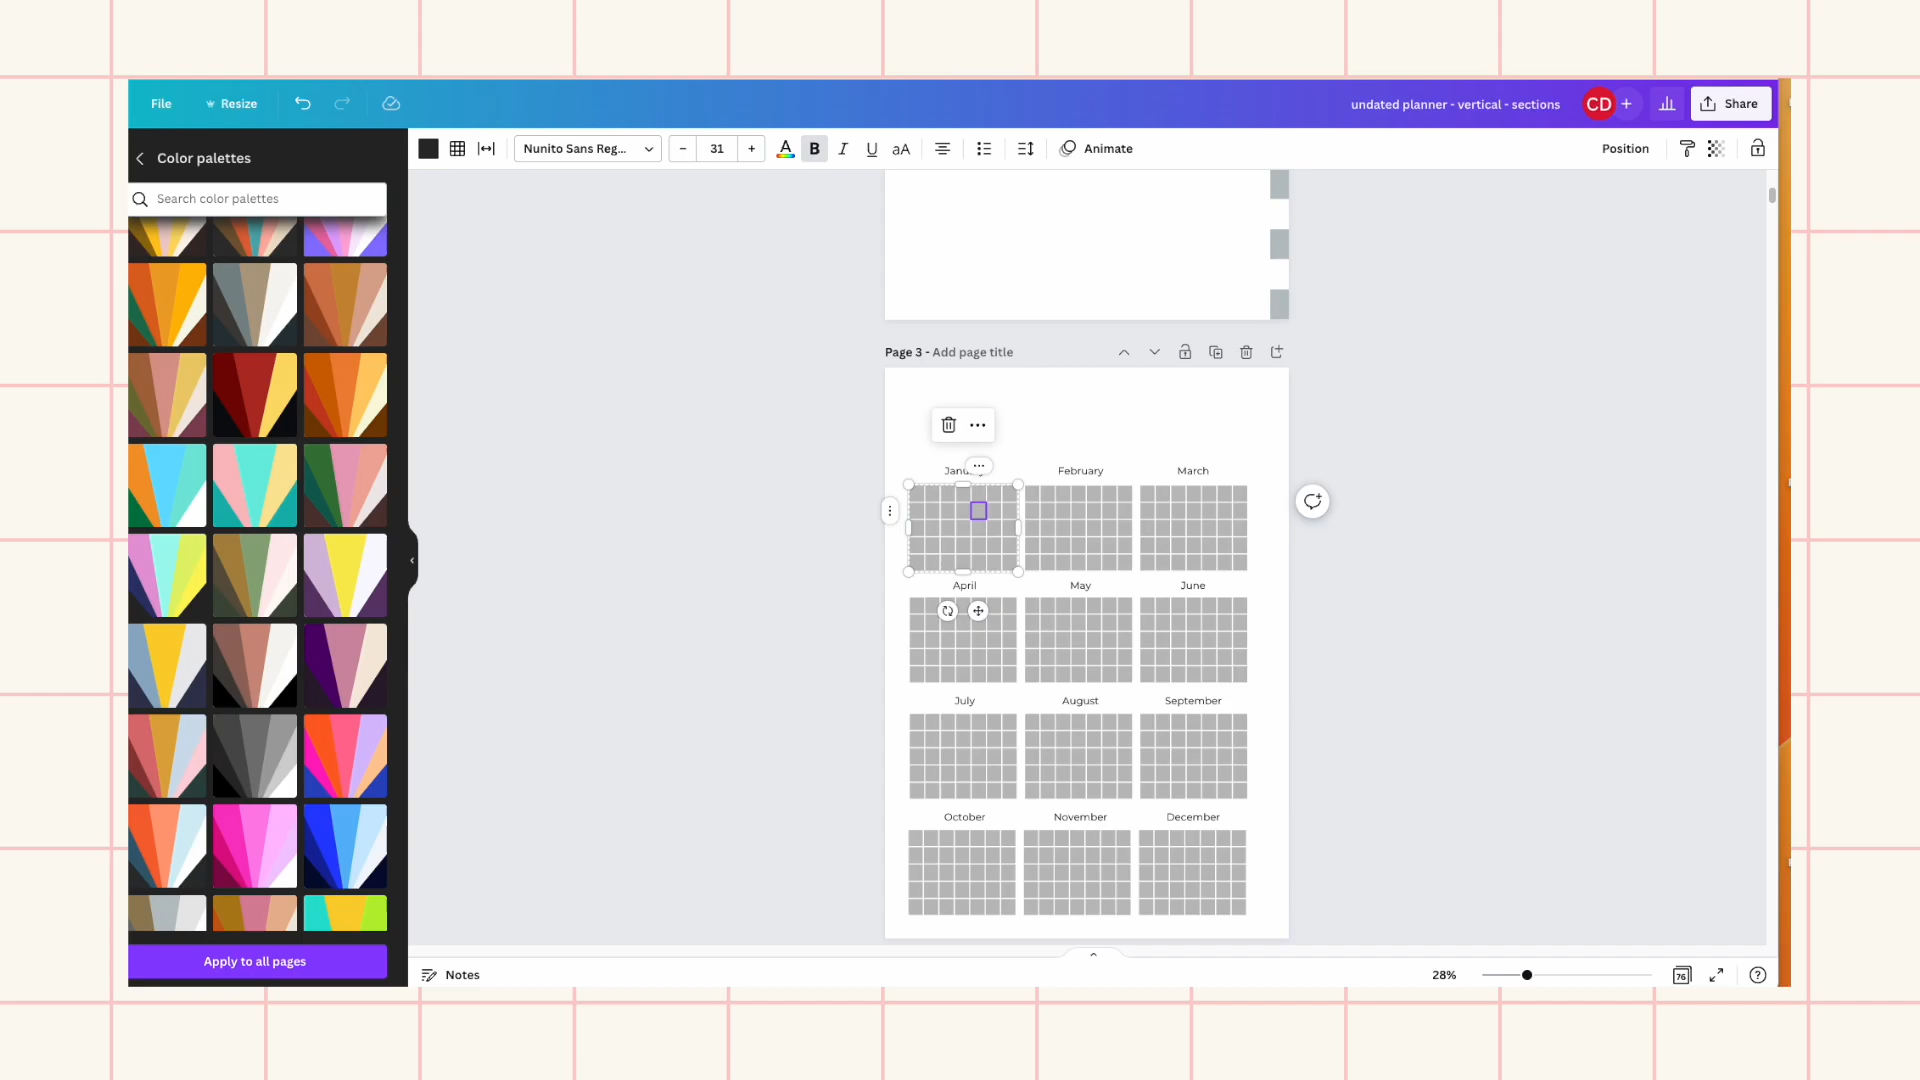 File
Resize
undated planner - vertical - sections
CD
Share
Color palettes
Search color palettes
Nunito Sans Reg...
31
A
B
I
U
aA
Animate
Position
Page 3 - Add page title
February
March
April
May
June
July
August
September
October
November
December
Apply to all pages
Notes
28%
76
?